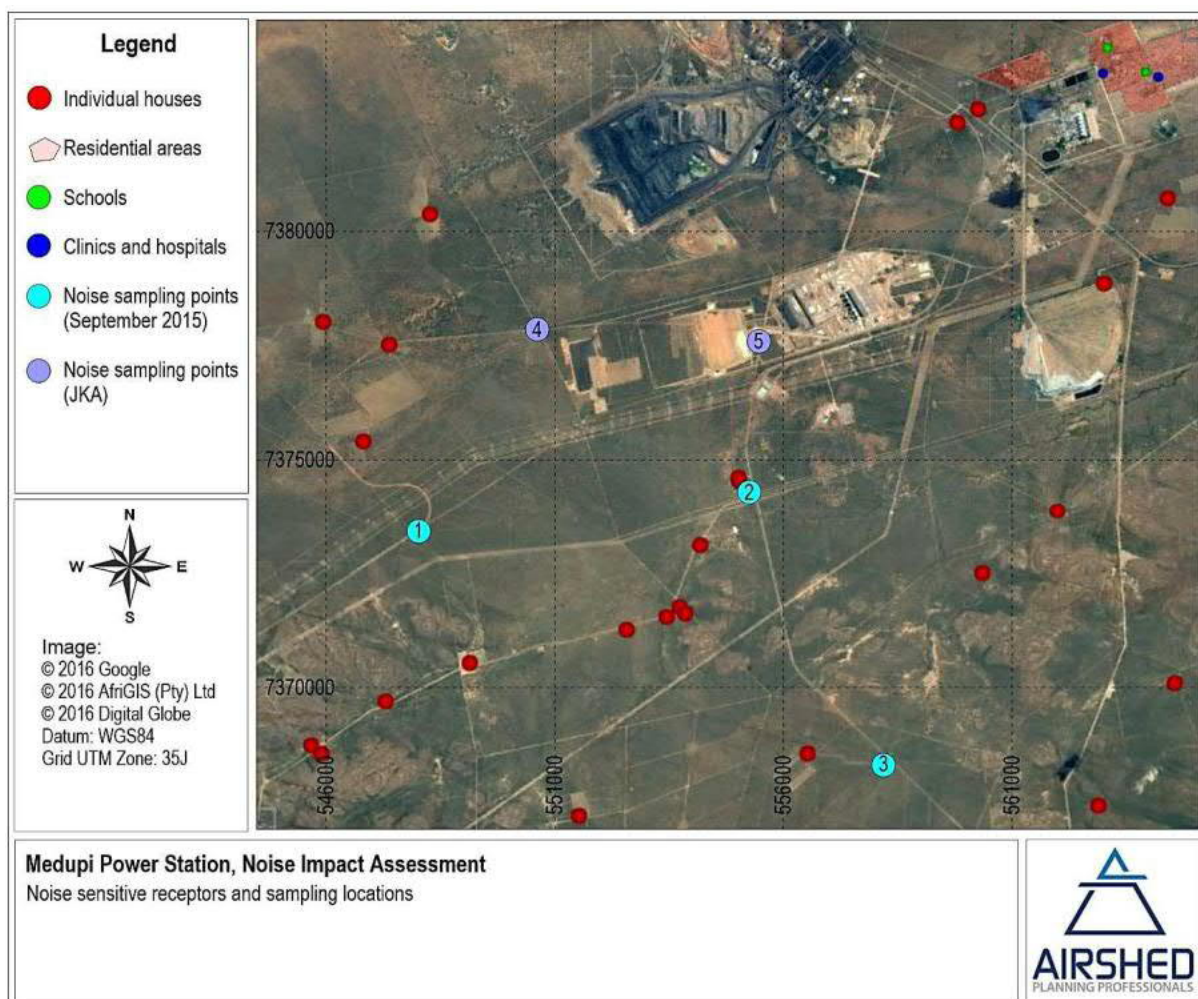 Legend
Individual houses
Residential areas
Schools
Clinics and hospitals
Noise sampling points
(September 2015)
Noise sampling points
(JKA)
N
W E
S
Image:
© 2016 Google
© 2016 AfriGIS (Pty) Ltd
© 2016 Digital Globe
Datum: WGS84
Grid UTM Zone: 35J
7380000
4
5
7375000
2
1
7370000
3
546000
551000
556000
561000
Medupi Power Station, Noise Impact Assessment
Noise sensitive receptors and sampling locations
AIRSHED
PLANNING PROFESSIONALS